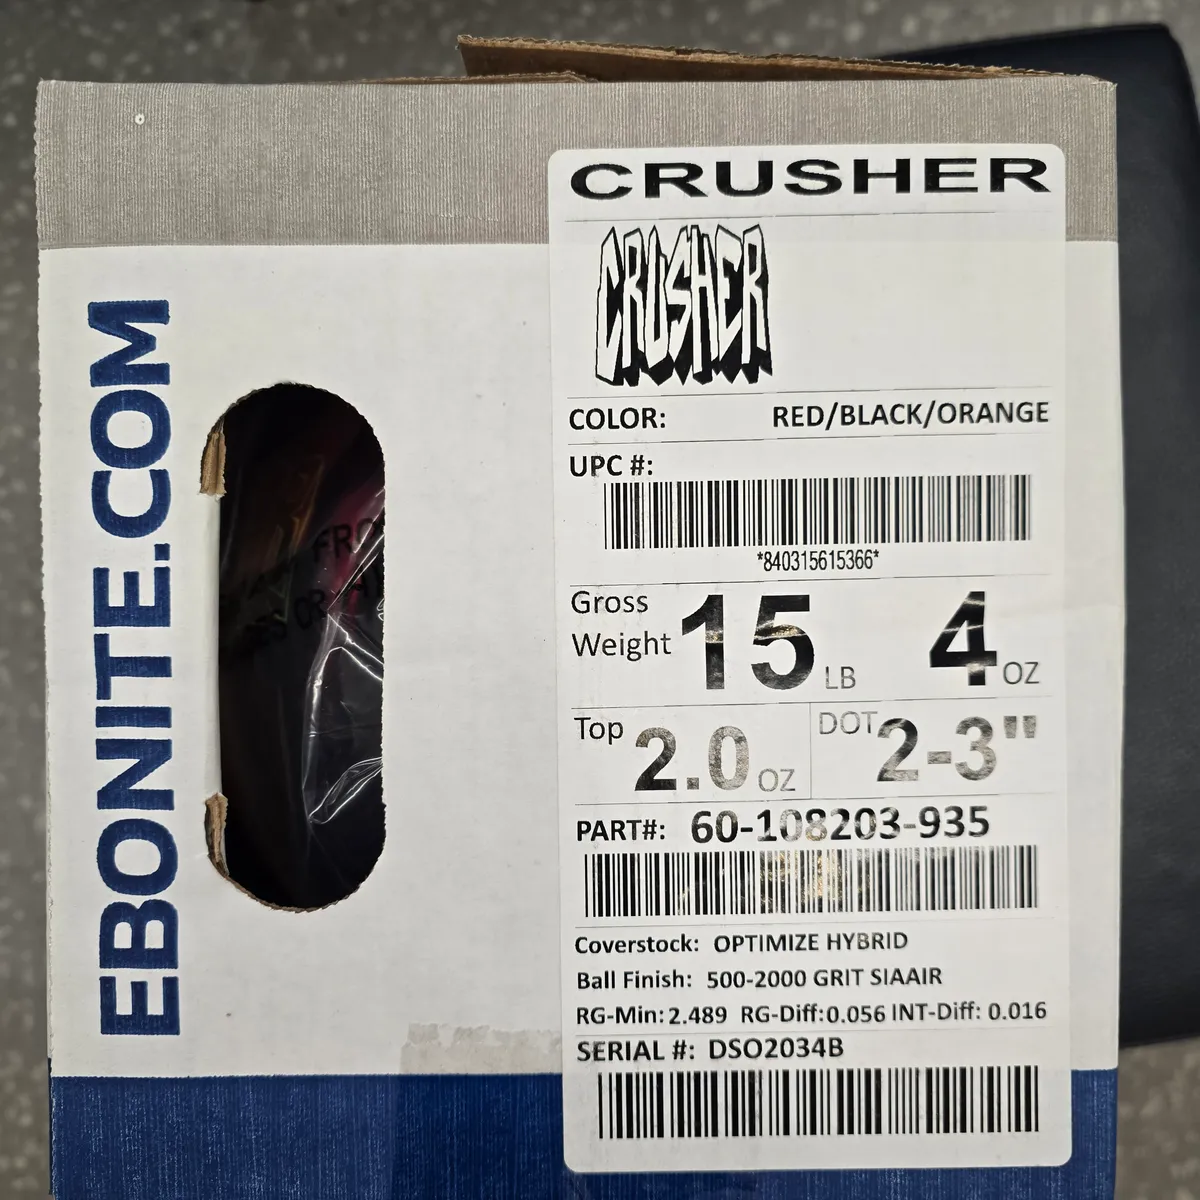 EBONITE.COM
CRUSHER
CRUSHER
COLOR: RED/BLACK/ORANGE
UPC #:
*840315615366*
Gross Weight 15 LB 4 OZ
Top 2.0 OZ DOT 2-3"
PART#: 60-108203-935
Coverstock: OPTIMIZE HYBRID
Ball Finish: 500-2000 GRIT SIAAIR
RG-Min: 2.489 RG-Diff: 0.056 INT-Diff: 0.016
SERIAL #: DSO2034B